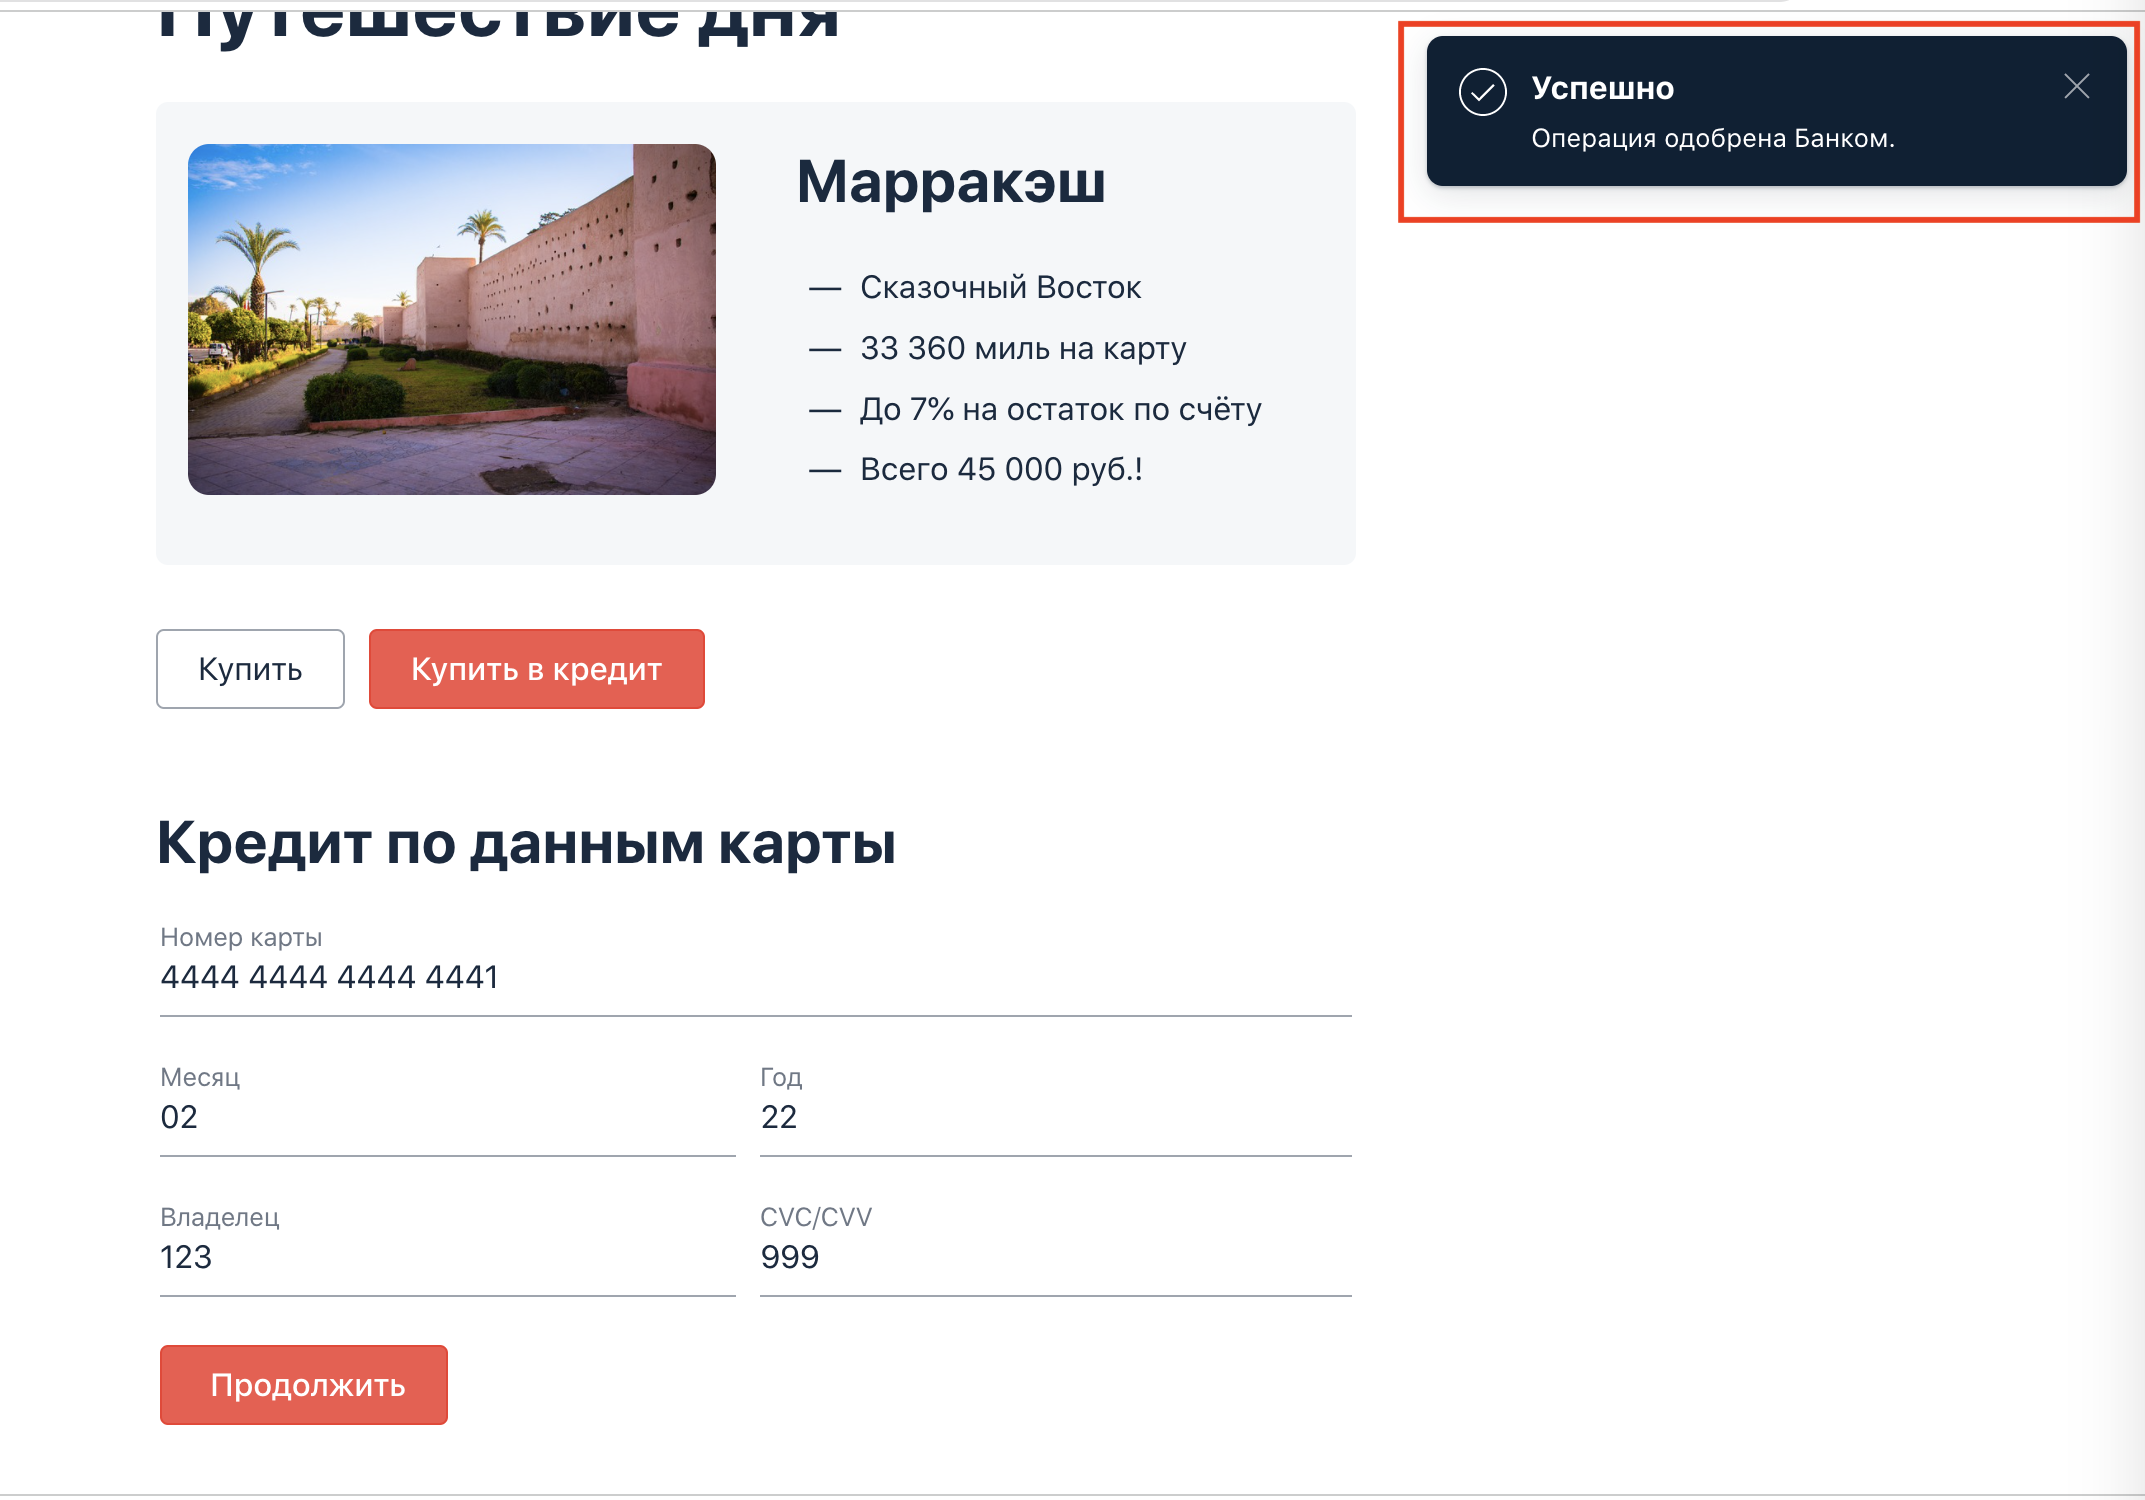 Путешествие дня
Успешно
Операция одобрена Банком.
Марракэш
— Сказочный Восток
— 33 360 миль на карту
— До 7% на остаток по счёту
— Всего 45 000 руб.!
Купить
Купить в кредит
Кредит по данным карты
Номер карты
4444 4444 4444 4441
Месяц
02
Год
22
Владелец
123
CVC/CVV
999
Продолжить